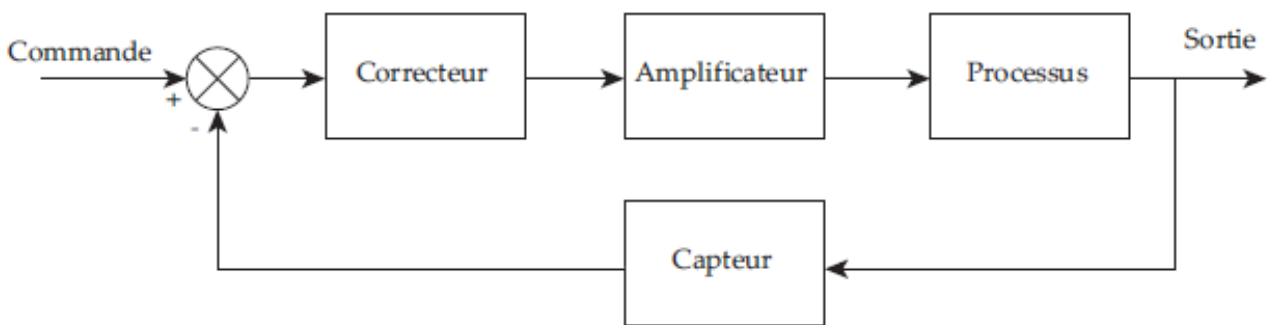 Commande
+
-
Correcteur
Amplificateur
Processus
Sortie
Capteur